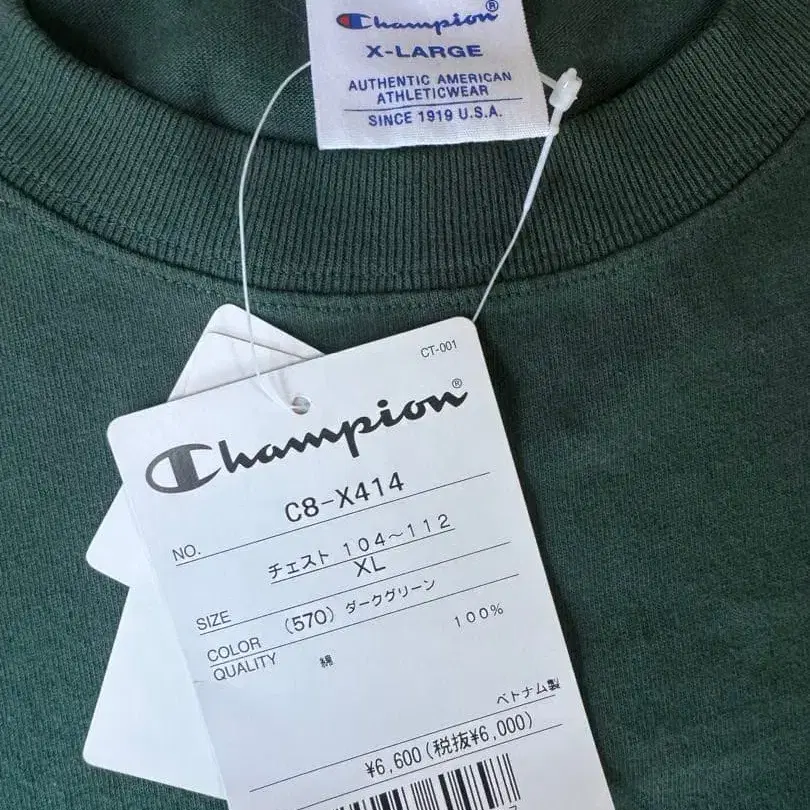 Champion®
X-LARGE
AUTHENTIC AMERICAN
ATHLETICWEAR
SINCE 1919 U.S.A.
CT-001
Champion®
NO. C8-X414
チェスト 104~112
SIZE XL
COLOR (570) ダークグリーン
QUALITY 綿 100%
ベトナム製
¥6,600(税抜¥6,000)